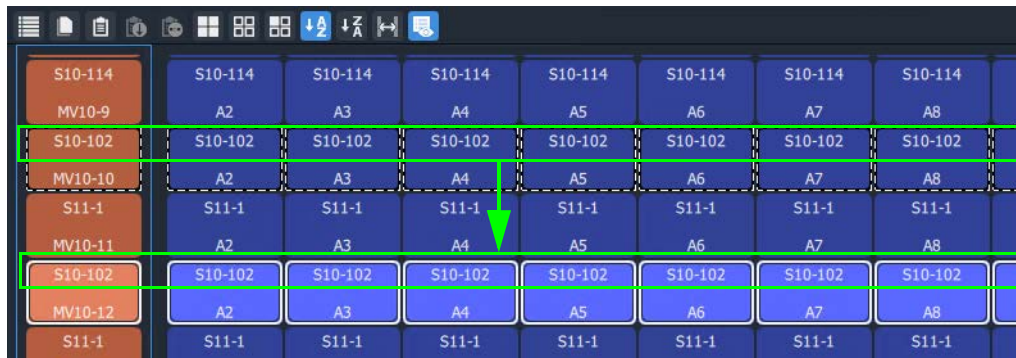 A Z
Z A
S10-114 S10-114 S10-114 S10-114 S10-114 S10-114 S10-114 S10-114
MV10-9 A2 A3 A4 A5 A6 A7 A8
S10-102 S10-102 S10-102 S10-102 S10-102 S10-102 S10-102 S10-102
MV10-10 A2 A3 A4 A5 A6 A7 A8
S11-1 S11-1 S11-1 S11-1 S11-1 S11-1 S11-1 S11-1
MV10-11 A2 A3 A4 A5 A6 A7 A8
S10-102 S10-102 S10-102 S10-102 S10-102 S10-102 S10-102 S10-102
MV10-12 A2 A3 A4 A5 A6 A7 A8
S11-1 S11-1 S11-1 S11-1 S11-1 S11-1 S11-1 S11-1